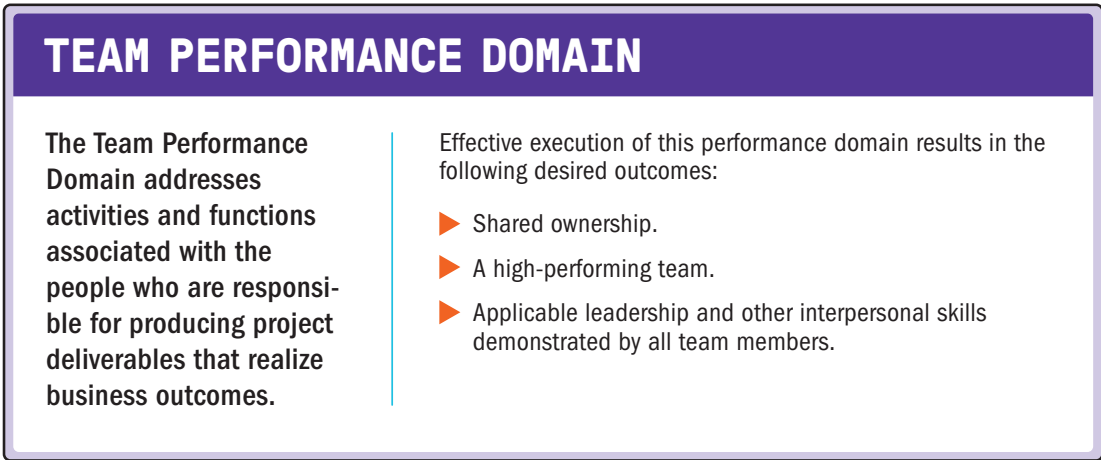 TEAM PERFORMANCE DOMAIN
The Team Performance
Domain addresses
activities and functions
associated with the
people who are responsi-
ble for producing project
deliverables that realize
business outcomes.
Effective execution of this performance domain results in the
following desired outcomes:
Shared ownership.
A high-performing team.
Applicable leadership and other interpersonal skills
demonstrated by all team members.